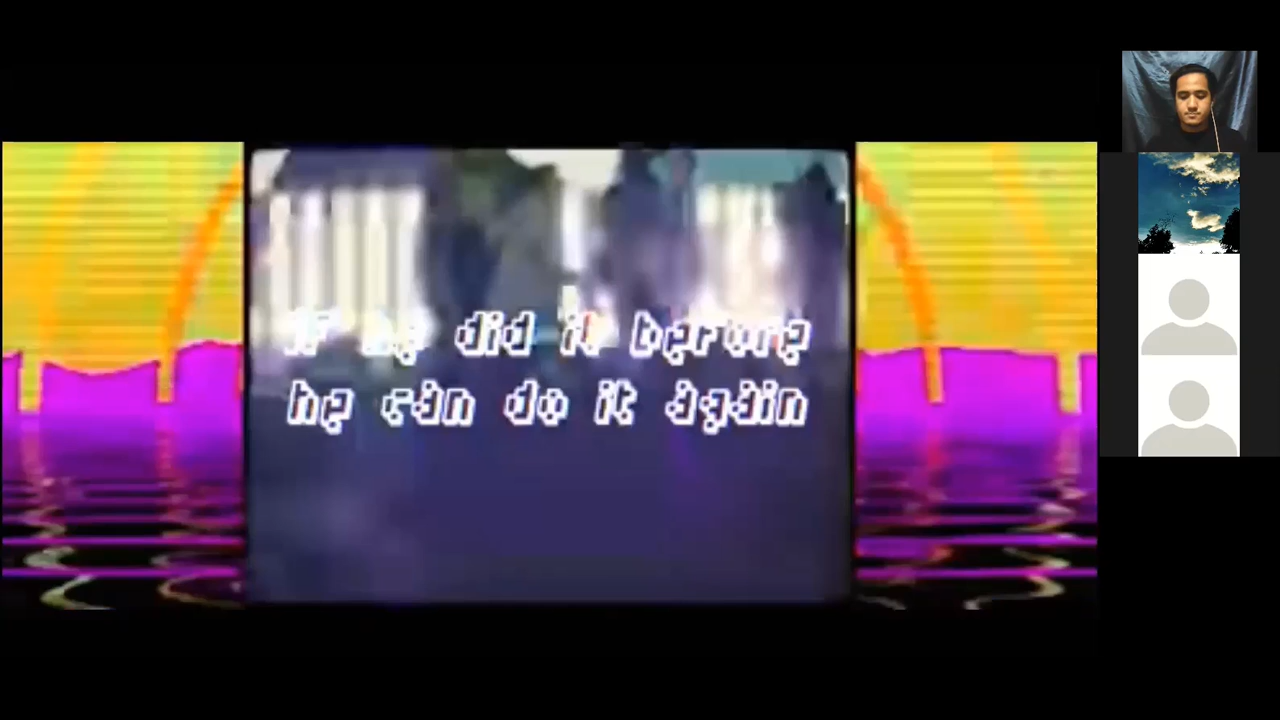 if he did it before
he can do it again